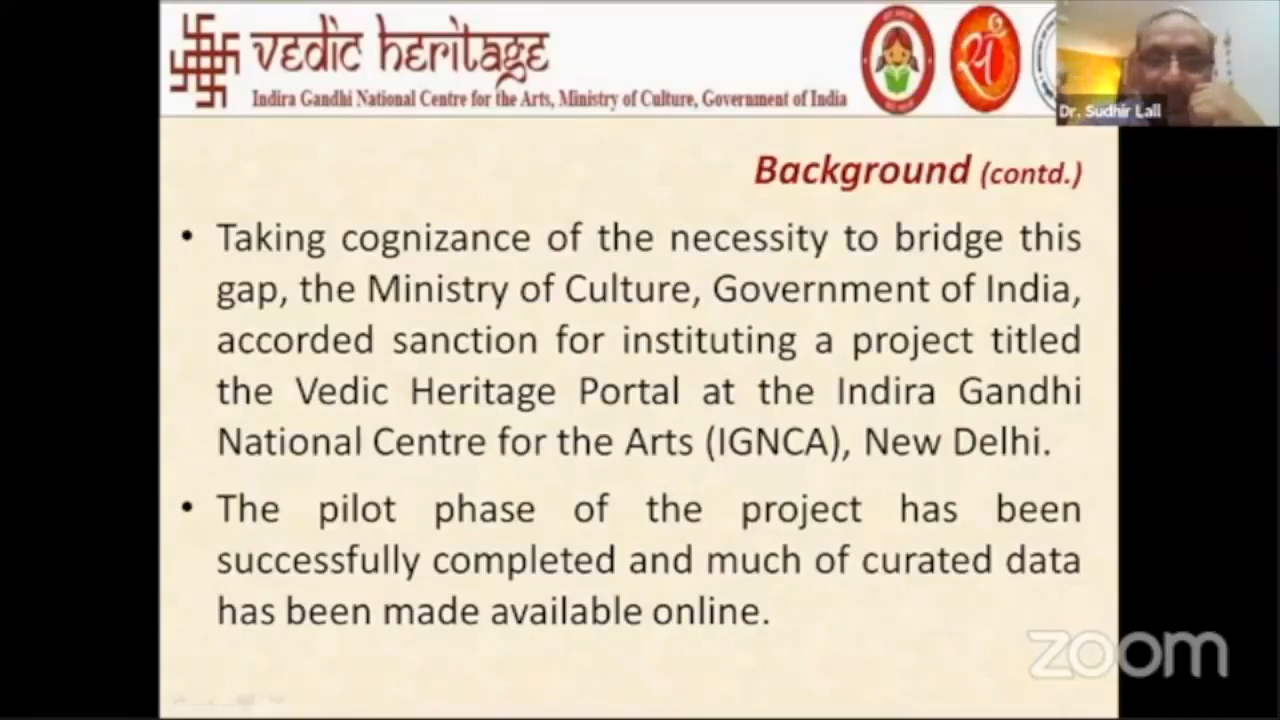 vedic heritage
Indira Gandhi National Centre for the Arts, Ministry of Culture, Government of India
Dr. Sudhir Lall
Background (contd.)
• Taking cognizance of the necessity to bridge this
gap, the Ministry of Culture, Government of India,
accorded sanction for instituting a project titled
the Vedic Heritage Portal at the Indira Gandhi
National Centre for the Arts (IGNCA), New Delhi.
• The pilot phase of the project has been
successfully completed and much of curated data
has been made available online.
zoom